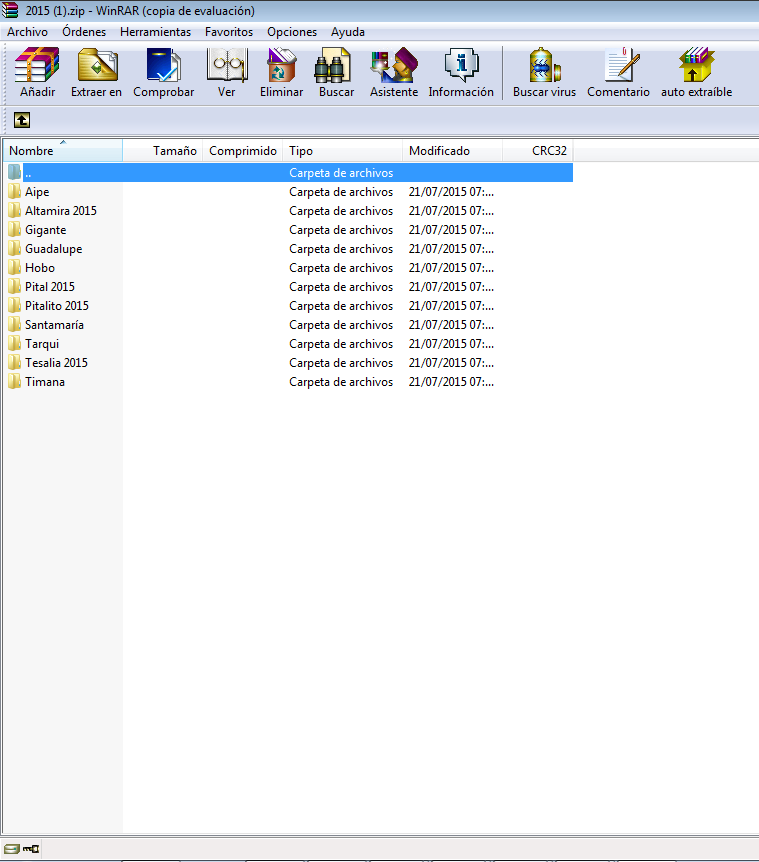 2015 (1).zip - WinRAR (copia de evaluación)
Archivo Órdenes Herramientas Favoritos Opciones Ayuda
Añadir Extraer en Comprobar Ver Eliminar Buscar Asistente Información Buscar virus Comentario auto extraíble
Nombre Tamaño Comprimido Tipo Modificado CRC32
.. Carpeta de archivos
Aipe Carpeta de archivos 21/07/2015 07:...
Altamira 2015 Carpeta de archivos 21/07/2015 07:...
Gigante Carpeta de archivos 21/07/2015 07:...
Guadalupe Carpeta de archivos 21/07/2015 07:...
Hobo Carpeta de archivos 21/07/2015 07:...
Pital 2015 Carpeta de archivos 21/07/2015 07:...
Pitalito 2015 Carpeta de archivos 21/07/2015 07:...
Santamaría Carpeta de archivos 21/07/2015 07:...
Tarqui Carpeta de archivos 21/07/2015 07:...
Tesalia 2015 Carpeta de archivos 21/07/2015 07:...
Timana Carpeta de archivos 21/07/2015 07:...